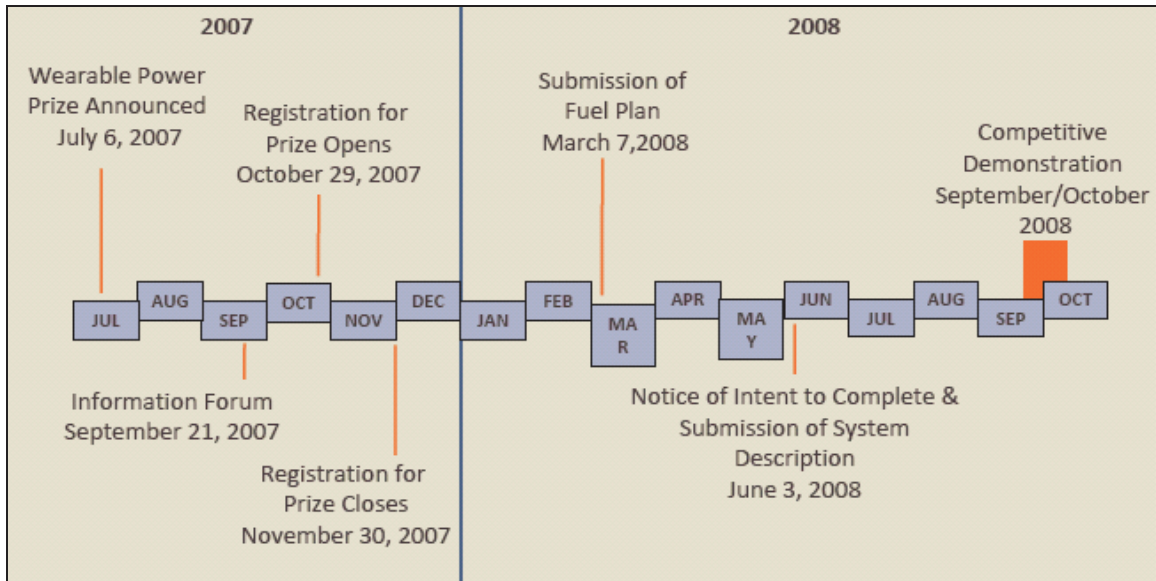 2007
2008
Wearable Power
Prize Announced
July 6, 2007
Registration for
Prize Opens
October 29, 2007
Submission of
Fuel Plan
March 7,2008
Competitive
Demonstration
September/October
2008
JUL
AUG
SEP
OCT
NOV
DEC
JAN
FEB
MA
R
APR
MA
Y
JUN
JUL
AUG
SEP
OCT
Information Forum
September 21, 2007
Registration for
Prize Closes
November 30, 2007
Notice of Intent to Complete &
Submission of System
Description
June 3, 2008